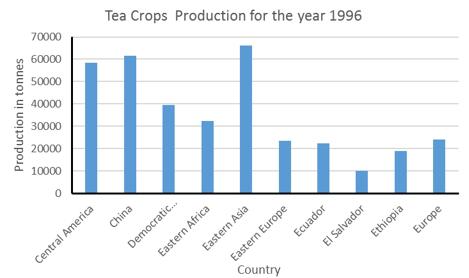 Tea Crops Production for the year 1996
Production in tonnes
70000
60000
50000
40000
30000
20000
10000
0
Central America
China
Democratic...
Eastern Africa
Eastern Asia
Eastern Europe
Ecuador
El Salvador
Ethiopia
Europe
Country